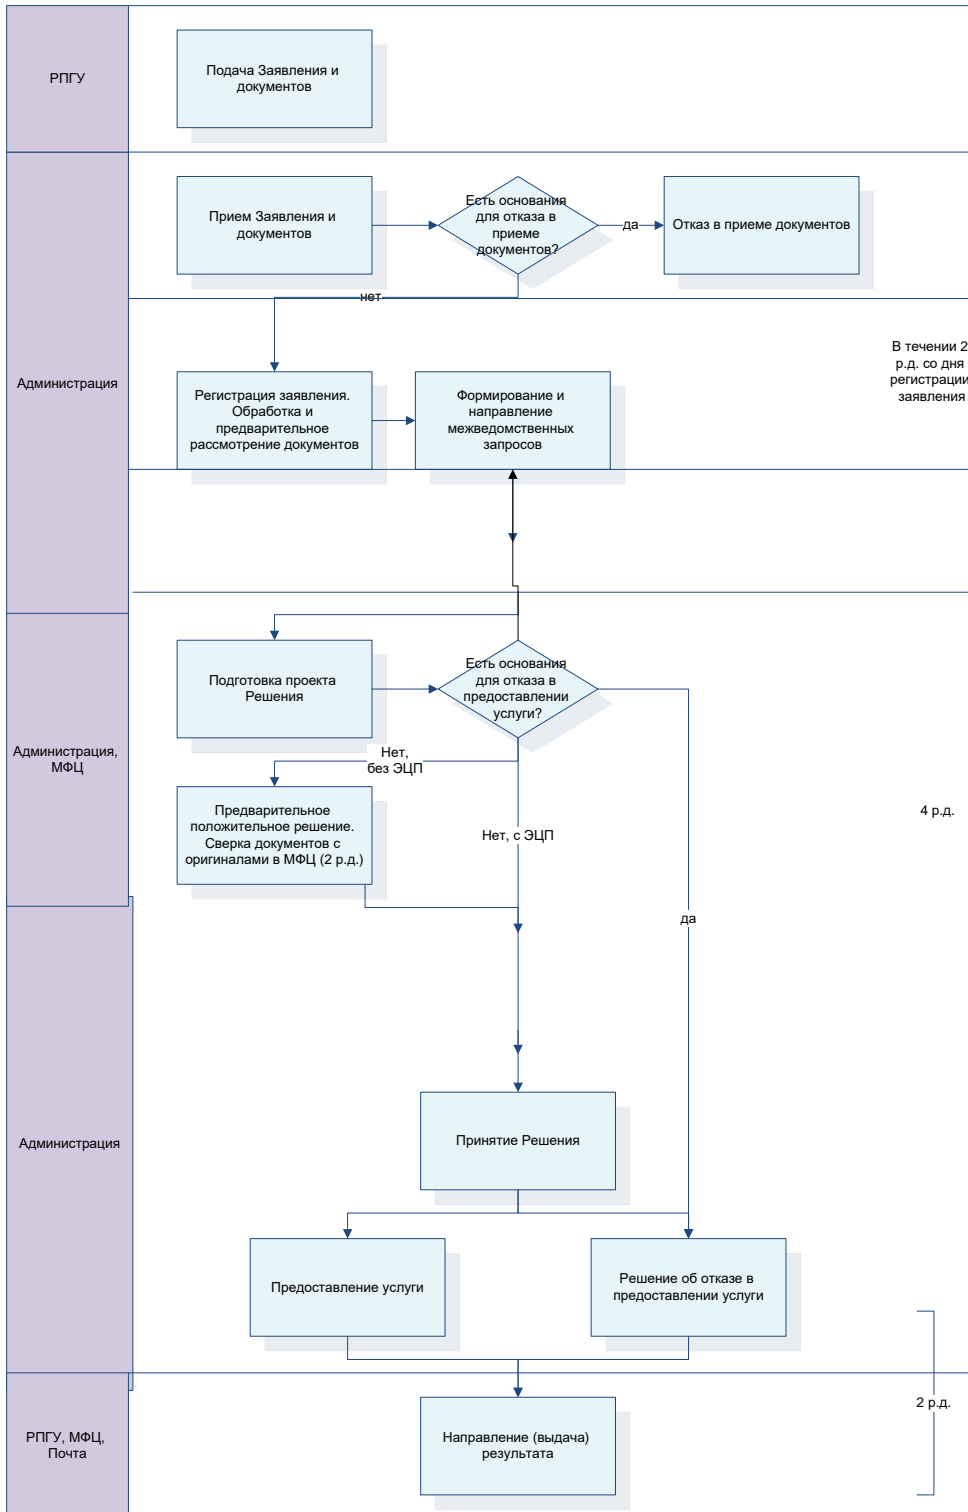 РПГУ
Подача Заявления и
документов
Прием Заявления и
документов
Есть основания
для отказа в
приеме
документов?
да
Отказ в приеме документов
нет
Администрация
В течении 2
р.д. со дня
регистрации
заявления
Регистрация заявления.
Обработка и
предварительное
рассмотрение документов
Формирование и
направление
межведомственных
запросов
Администрация,
МФЦ
Подготовка проекта
Решения
Есть основания
для отказа в
предоставлении
услуги?
Нет,
без ЭЦП
Предварительное
положительное решение.
Сверка документов с
оригиналами в МФЦ (2 р.д.)
Нет, с ЭЦП
4 р.д.
да
Администрация
Принятие Решения
Предоставление услуги
Решение об отказе в
предоставлении услуги
2 р.д.
РПГУ, МФЦ,
Почта
Направление (выдача)
результата